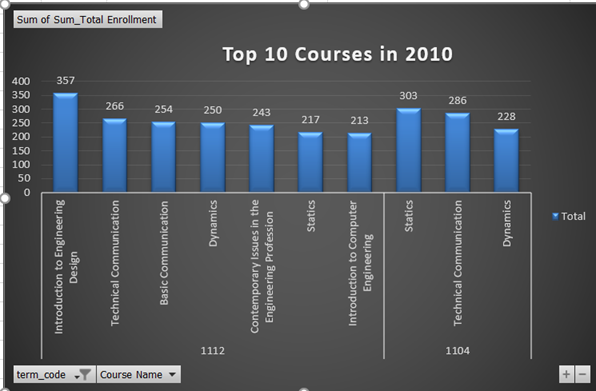 Sum of Sum_Total Enrollment
Top 10 Courses in 2010
400
350
300
250
200
150
100
50
0
357
266
254
250
243
217
213
303
286
228
Introduction to Engineering
Design
Technical Communication
Basic Communication
Dynamics
Contemporary Issues in the
Engineering Profession
Statics
Introduction to Computer
Engineering
Statics
Technical Communication
Dynamics
1112
1104
Total
term_code
Course Name
+
−